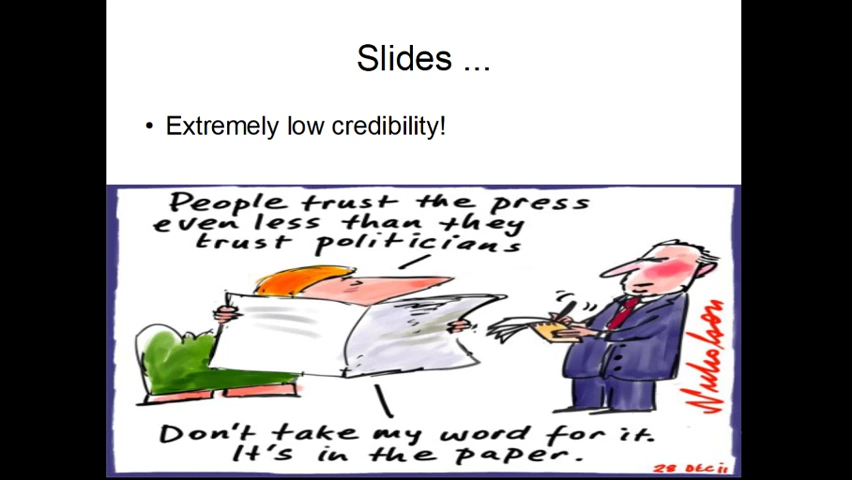 Slides ...
• Extremely low credibility!
People trust the press
even less than they
trust politicians
Nicholson
Don't take my word for it.
It's in the paper.
28 DEC 11